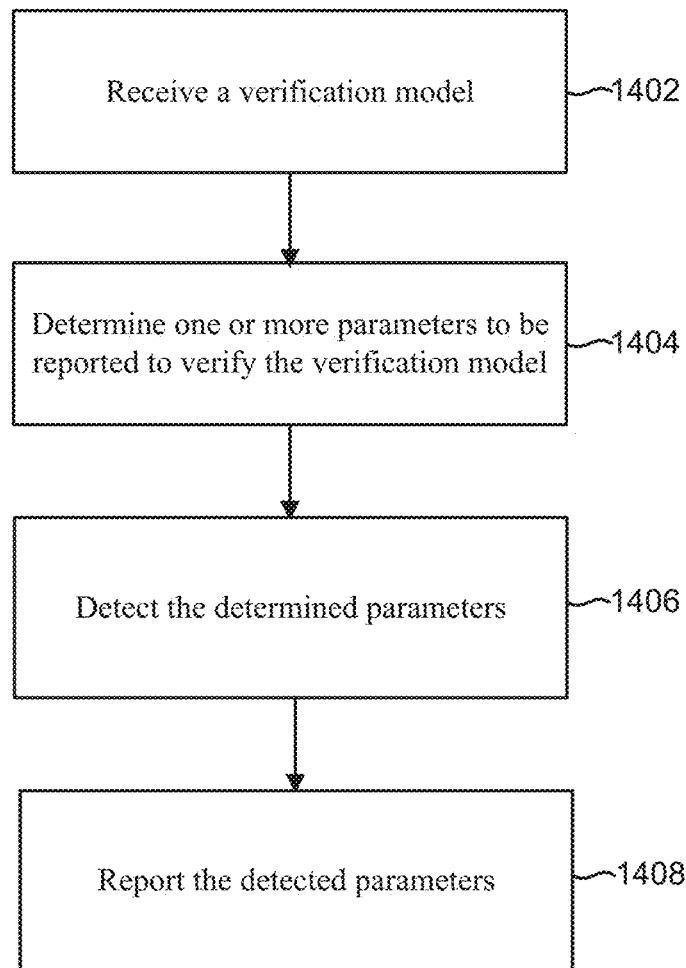 Receive a verification model
1402
Determine one or more parameters to be
reported to verify the verification model
1404
Detect the determined parameters
1406
Report the detected parameters
1408